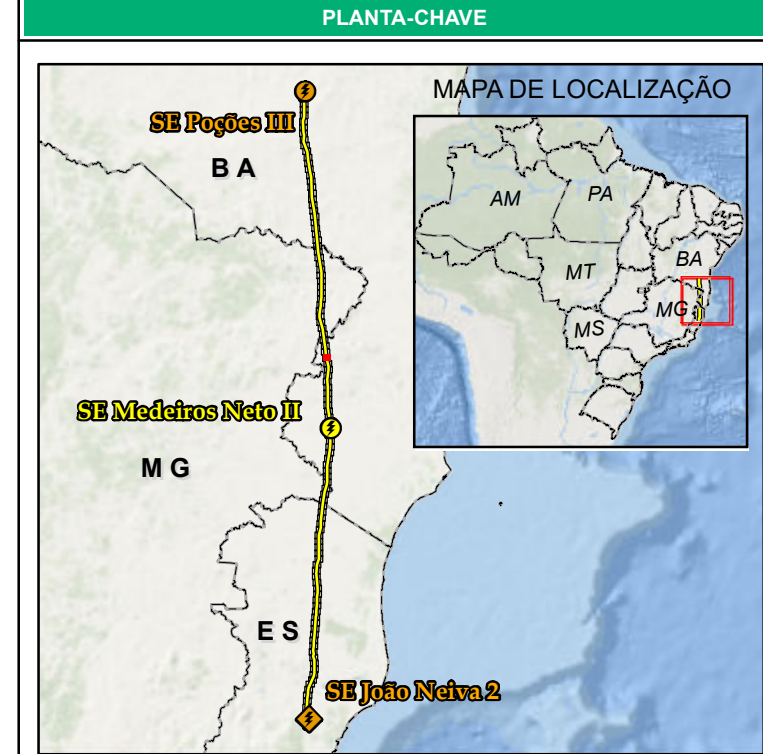 PLANTA-CHAVE
MAPA DE LOCALIZAÇÃO
SE Poções III
B A
AM
PA
BA
MT
MG
MS
SE Medeiros Neto II
M G
E S
SE João Neiva 2